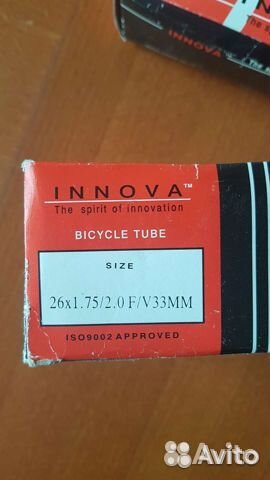 INNOVA
INNOVA™
The spirit of innovation
BICYCLE TUBE
SIZE
26x1.75/2.0 F/V33MM
ISO9002 APPROVED
Avito